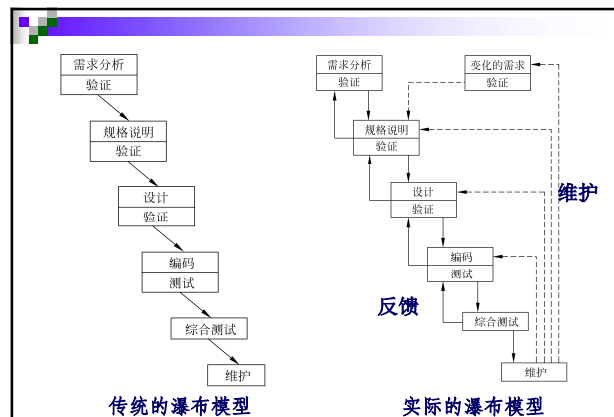 需求分析
验证
规格说明
验证
设计
验证
编码
测试
综合测试
维护
传统的瀑布模型
需求分析
验证
变化的需求
验证
规格说明
验证
设计
验证
维护
编码
测试
反馈
综合测试
维护
实际的瀑布模型